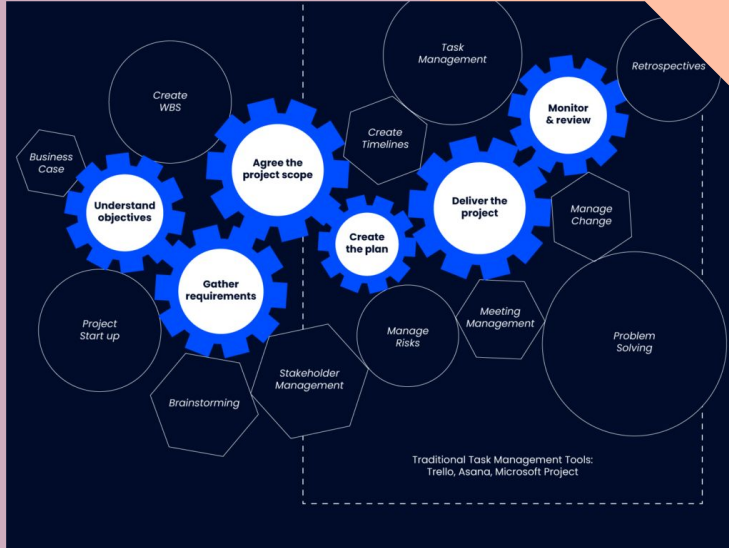 Task
Management
Retrospectives
Create
WBS
Monitor
& review
Create
Timelines
Business
Case
Agree the
project scope
Understand
objectives
Deliver the
project
Manage
Change
Create
the plan
Gather
requirements
Project
Start up
Manage
Risks
Meeting
Management
Problem
Solving
Stakeholder
Management
Brainstorming
Traditional Task Management Tools:
Trello, Asana, Microsoft Project